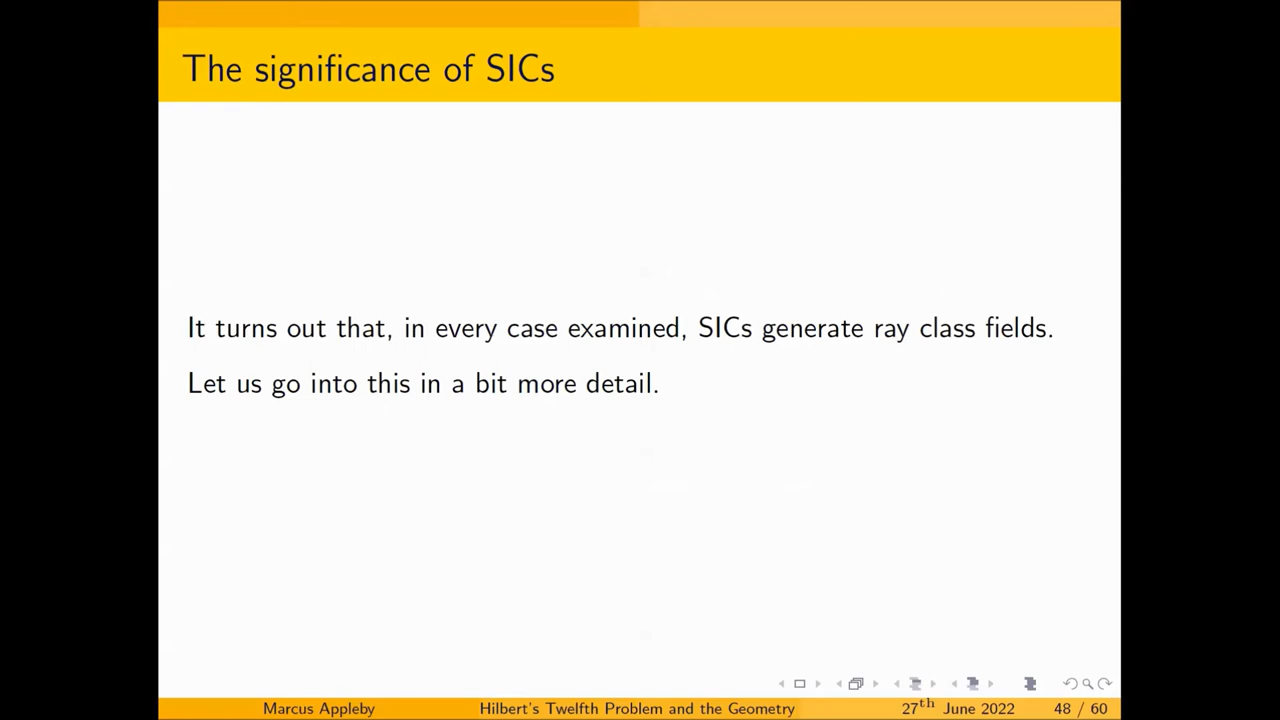 The significance of SICs
It turns out that, in every case examined, SICs generate ray class fields.
Let us go into this in a bit more detail.
Marcus Appleby Hilbert's Twelfth Problem and the Geometry 27th June 2022 48 / 60